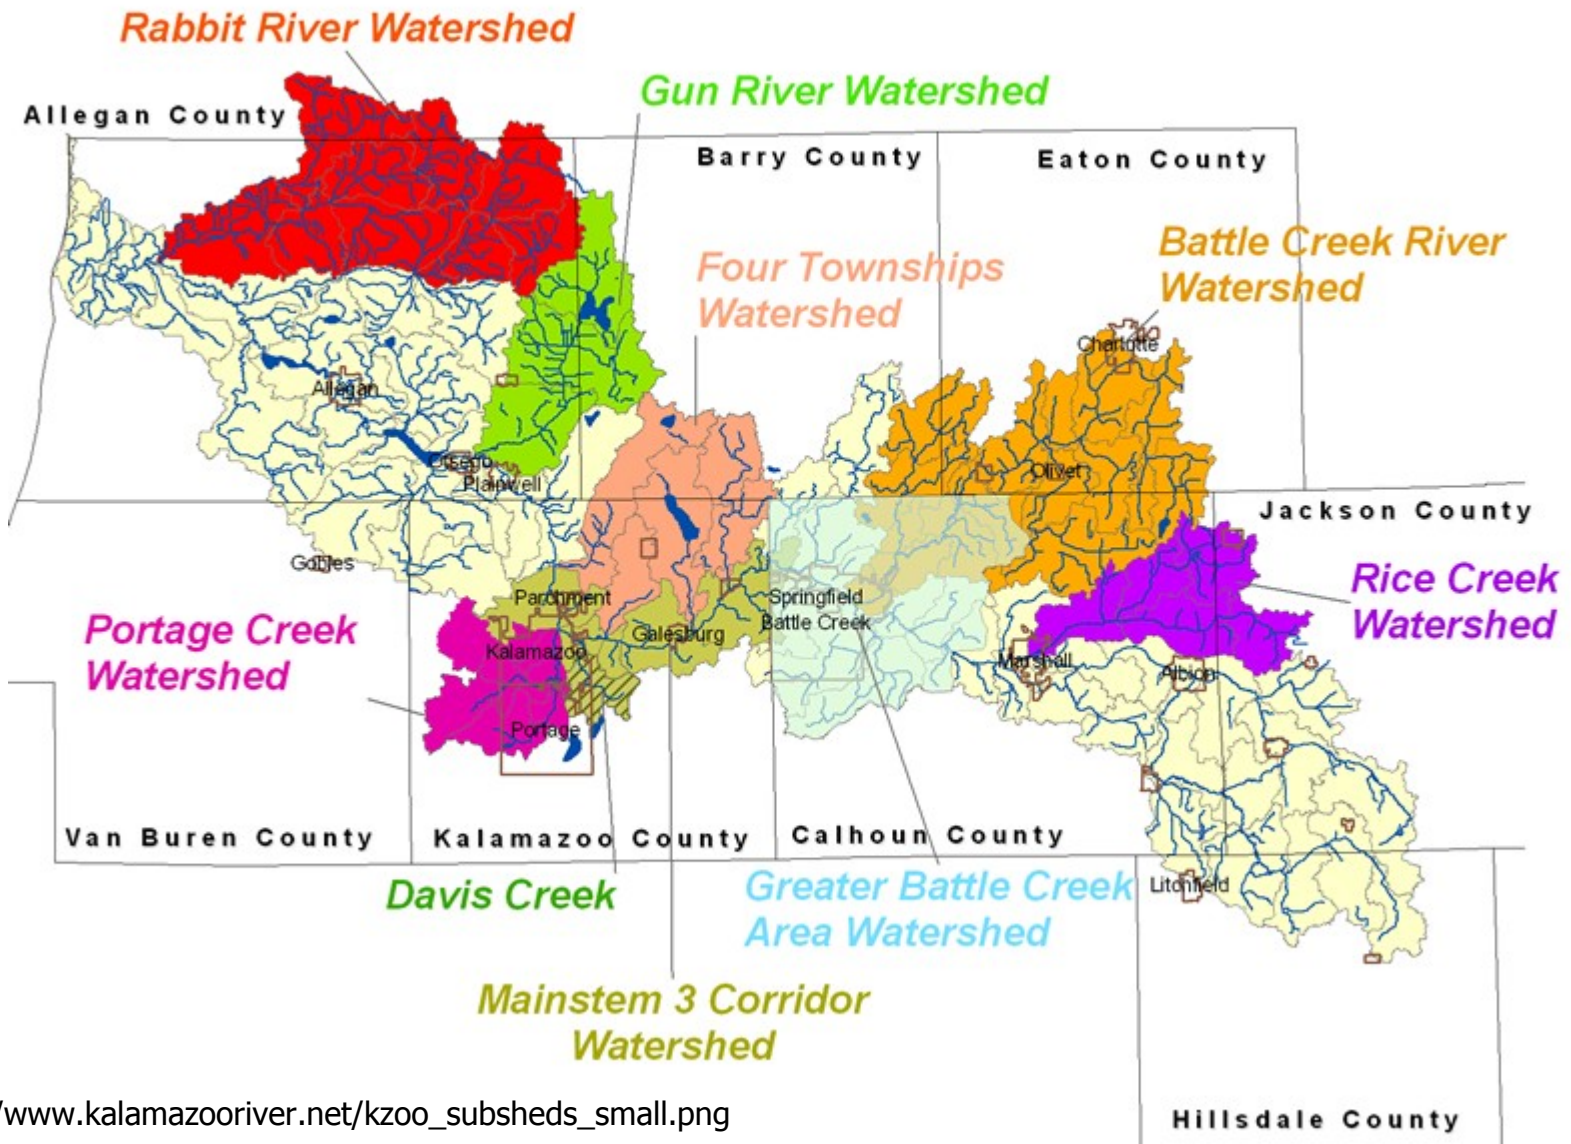 Rabbit River Watershed
Gun River Watershed
Allegan County
Barry County
Eaton County
Battle Creek River
Watershed
Four Townships
Watershed
Charlotte
Allegan
Otsego
Plainwell
Olivet
Jackson County
Gobles
Rice Creek
Watershed
Parchment
Springfield
Battle Creek
Portage Creek
Watershed
Galesburg
Kalamazoo
Marshall
Albion
Portage
Van Buren County
Kalamazoo County
Calhoun County
Davis Creek
Greater Battle Creek
Area Watershed
Litchfield
Mainstem 3 Corridor
Watershed
/www.kalamazooriver.net/kzoo_subsheds_small.png
Hillsdale County